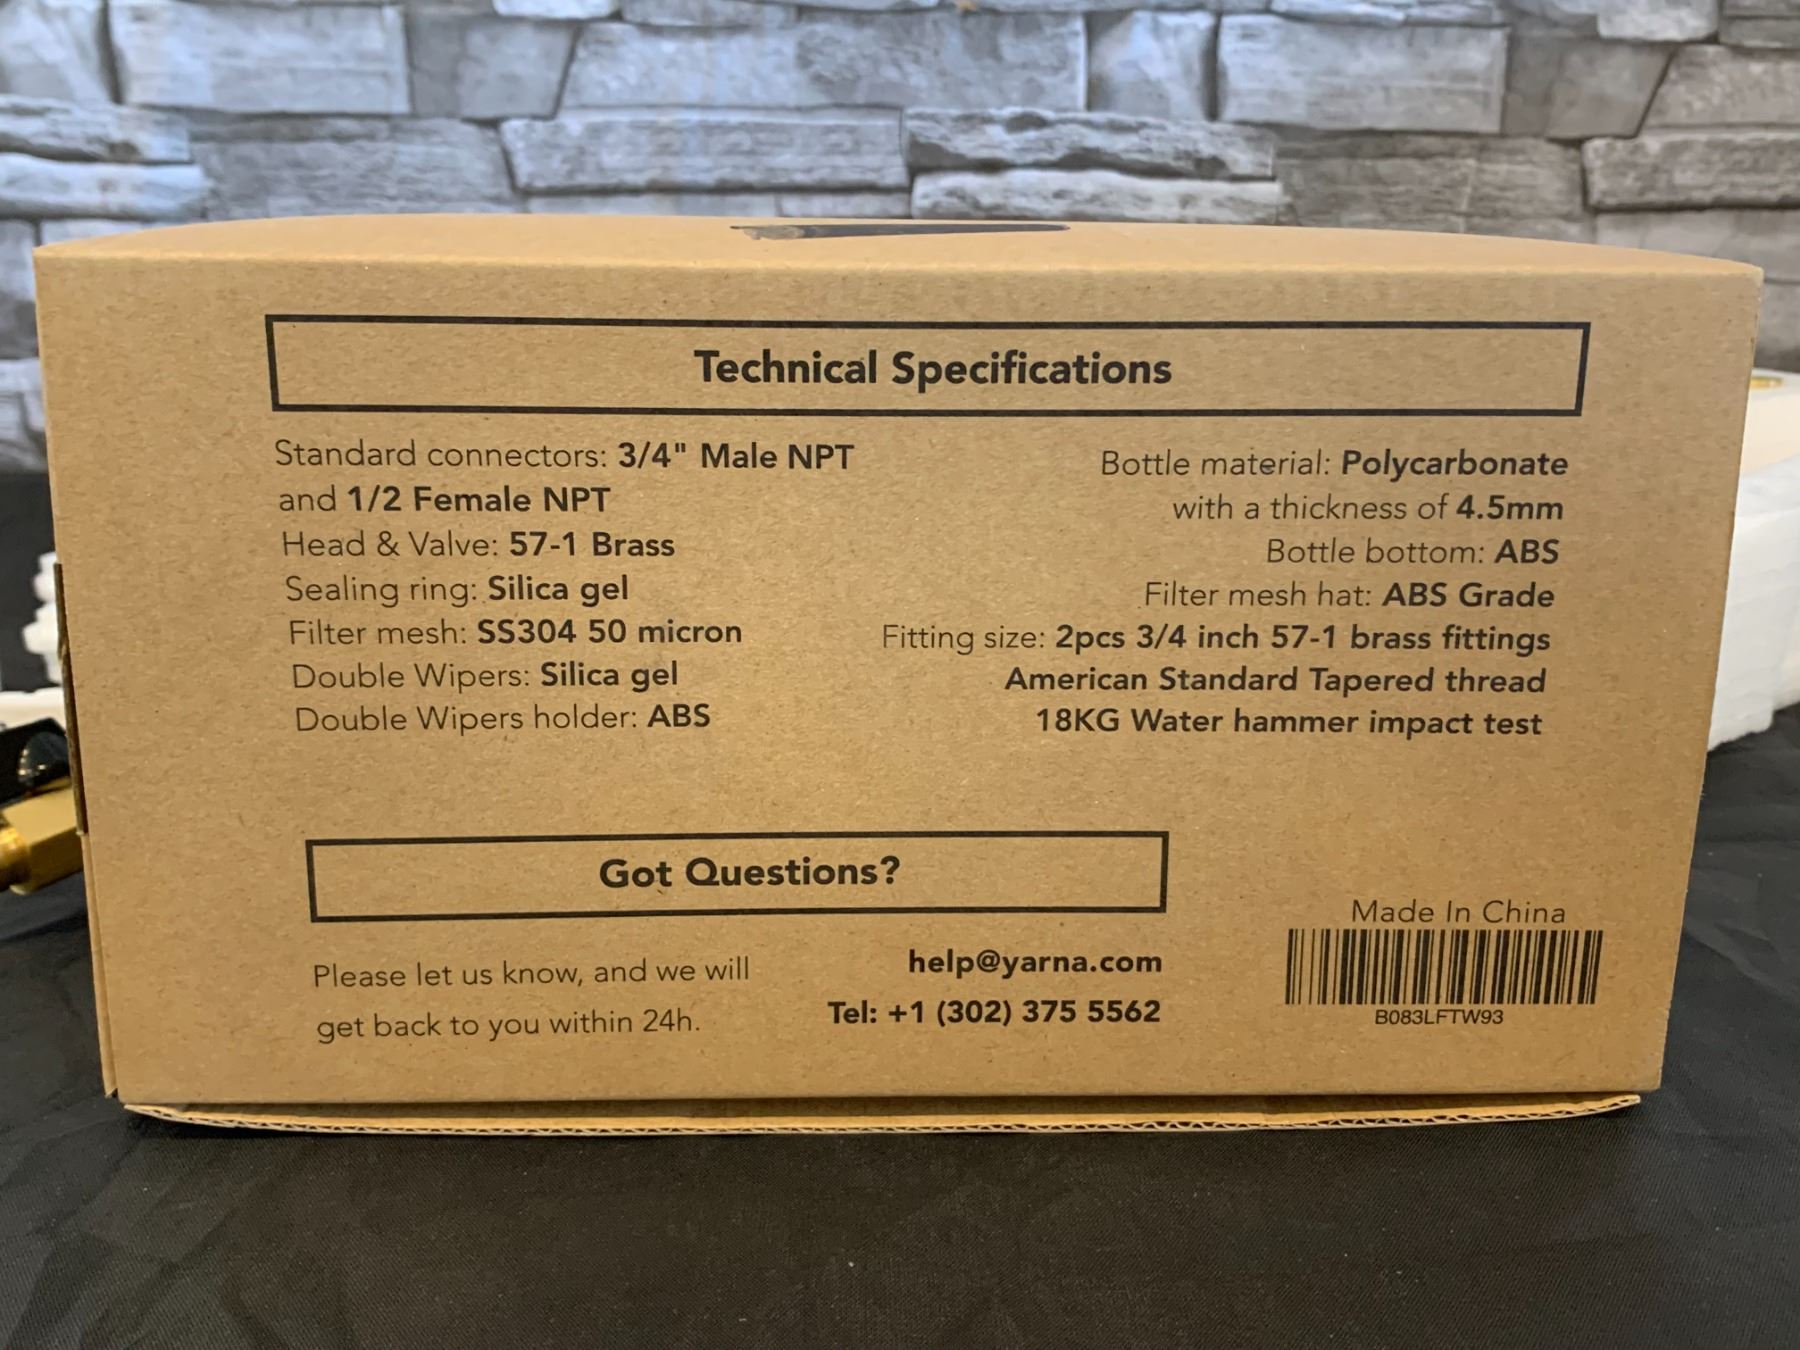 Technical Specifications
Standard connectors: 3/4" Male NPT
and 1/2 Female NPT
Head & Valve: 57-1 Brass
Sealing ring: Silica gel
Filter mesh: SS304 50 micron
Double Wipers: Silica gel
Double Wipers holder: ABS
Bottle material: Polycarbonate
with a thickness of 4.5mm
Bottle bottom: ABS
Filter mesh hat: ABS Grade
Fitting size: 2pcs 3/4 inch 57-1 brass fittings
American Standard Tapered thread
18KG Water hammer impact test
Got Questions?
Please let us know, and we will
get back to you within 24h.
help@yarna.com
Tel: +1 (302) 375 5562
Made In China
B083LFTW93